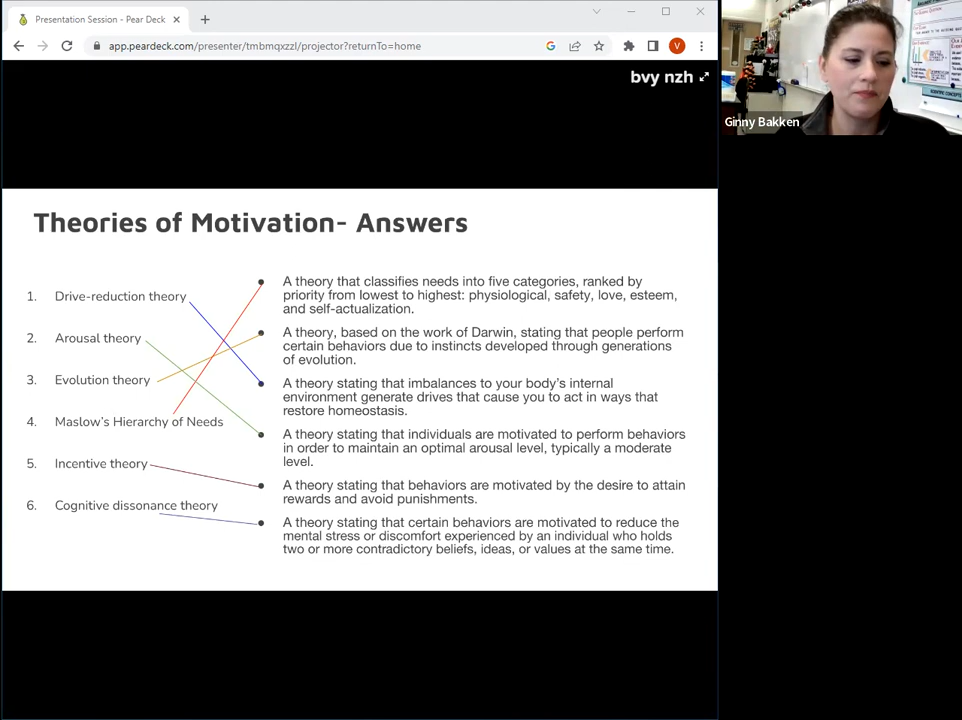 Presentation Session - Pear Deck
app.peardeck.com/presenter/tmbmqxzzl/projector?returnTo=home
G
V
bvy nzh
Ginny Bakken
Theories of Motivation- Answers
1. Drive-reduction theory
2. Arousal theory
3. Evolution theory
4. Maslow's Hierarchy of Needs
5. Incentive theory
6. Cognitive dissonance theory
A theory that classifies needs into five categories, ranked by
priority from lowest to highest: physiological, safety, love, esteem,
and self-actualization.
A theory, based on the work of Darwin, stating that people perform
certain behaviors due to instincts developed through generations
of evolution.
A theory stating that imbalances to your body's internal
environment generate drives that cause you to act in ways that
restore homeostasis.
A theory stating that individuals are motivated to perform behaviors
in order to maintain an optimal arousal level, typically a moderate
level.
A theory stating that behaviors are motivated by the desire to attain
rewards and avoid punishments.
A theory stating that certain behaviors are motivated to reduce the
mental stress or discomfort experienced by an individual who holds
two or more contradictory beliefs, ideas, or values at the same time.